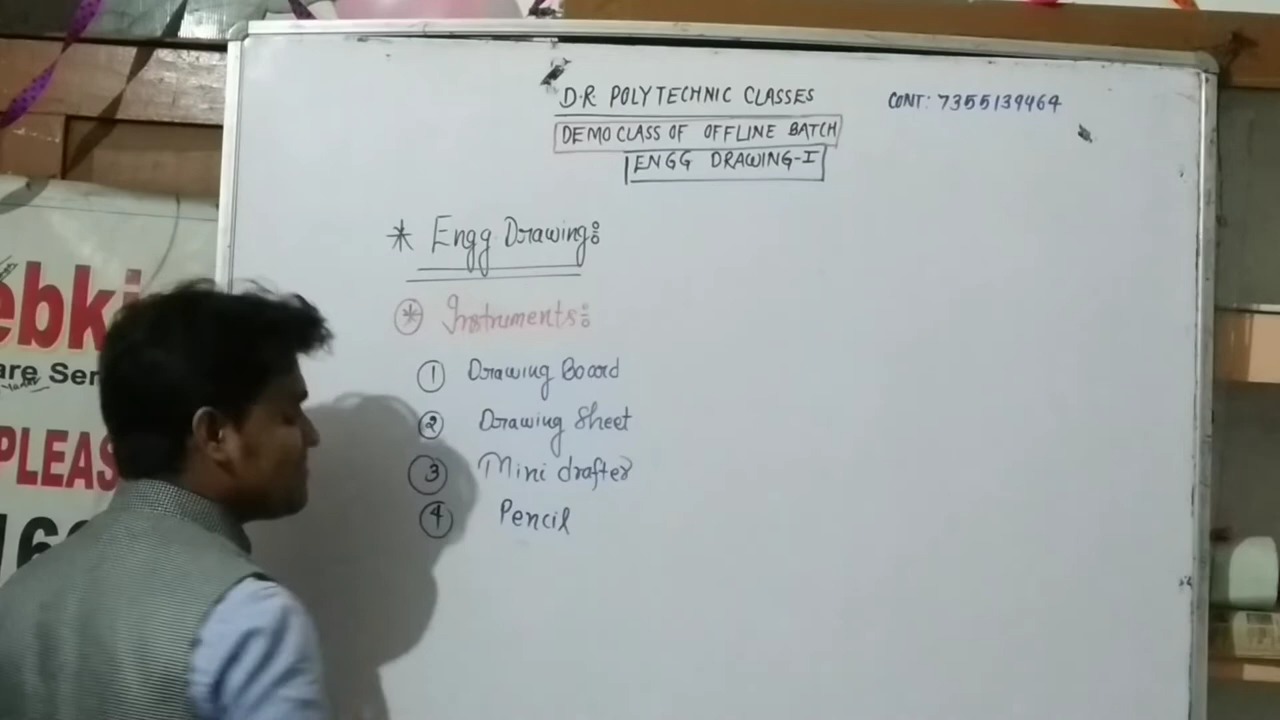 D.R POLYTECHNIC CLASSES
CONT: 7355139464
DEMO CLASS OF OFFLINE BATCH
ENGG DRAWING-I
* Engg. Drawing:
* Instruments:
1 Drawing Board
2 Drawing Sheet
3 Mini drafter
4 Pencil
ebki
are Ser
PLEAS
16